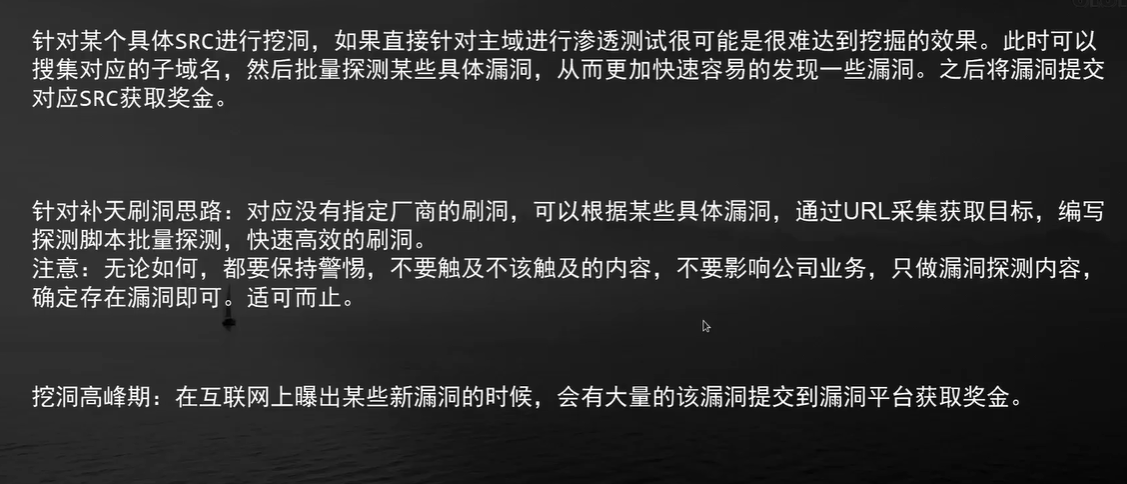 针对某个具体SRC进行挖洞，如果直接针对主域进行渗透测试很可能是很难达到挖掘的效果。此时可以
搜集对应的子域名，然后批量探测某些具体漏洞，从而更加快速容易的发现一些漏洞。之后将漏洞提交
对应SRC获取奖金。
针对补天刷洞思路：对应没有指定厂商的刷洞，可以根据某些具体漏洞，通过URL采集获取目标，编写
探测脚本批量探测，快速高效的刷洞。
注意：无论如何，都要保持警惕，不要触及不该触及的内容，不要影响公司业务，只做漏洞探测内容，
确定存在漏洞即可。适可而止。
挖洞高峰期：在互联网上曝出某些新漏洞的时候，会有大量的该漏洞提交到漏洞平台获取奖金。